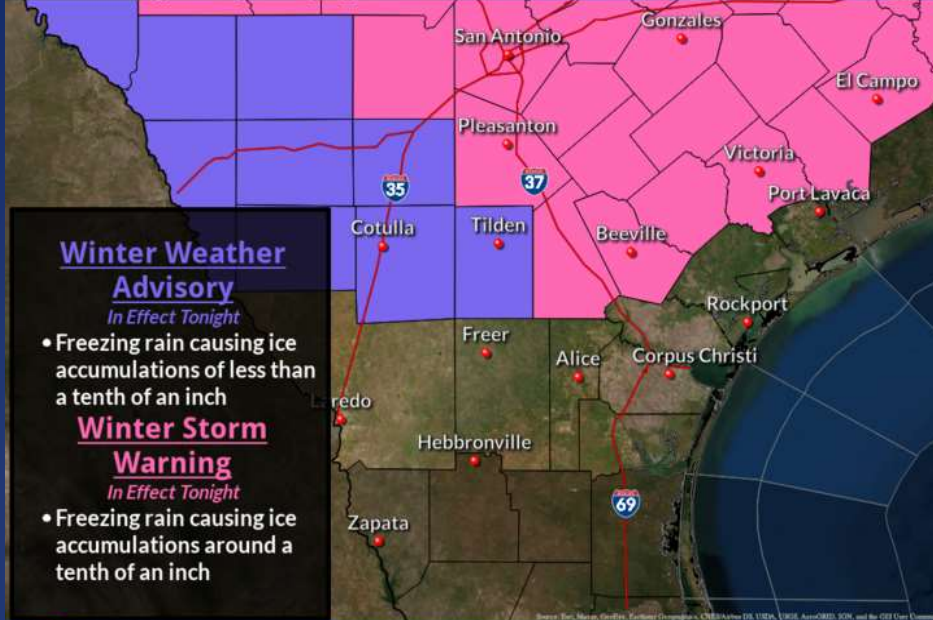 San Antonio
Gonzales
El Campo
Pleasanton
Victoria
35
37
Port Lavaca
Cotulla
Tilden
Beeville
Winter Weather
Advisory
In Effect Tonight
• Freezing rain causing ice
accumulations of less than
a tenth of an inch
Winter Storm
Warning
In Effect Tonight
• Freezing rain causing ice
accumulations around a
tenth of an inch
Rockport
Freer
Alice
Corpus Christi
Laredo
Hebbronville
69
Zapata